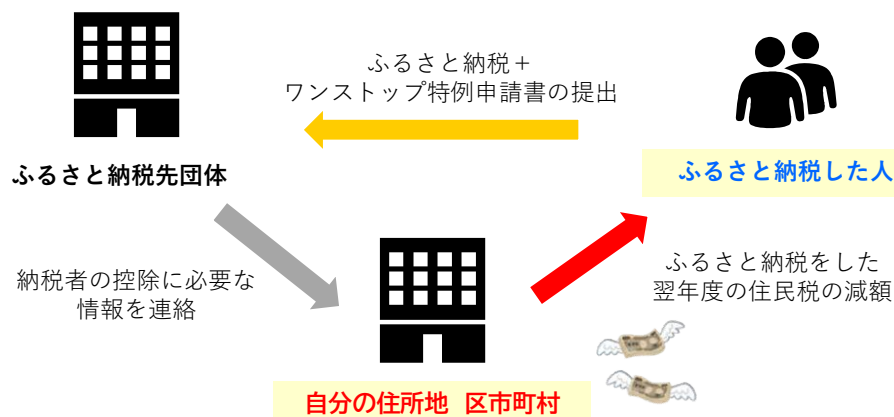 ふるさと納税＋
ワンストップ特例申請書の提出
ふるさと納税先団体
ふるさと納税した人
納税者の控除に必要な
情報を連絡
ふるさと納税をした
翌年度の住民税の減額
自分の住所地 区市町村